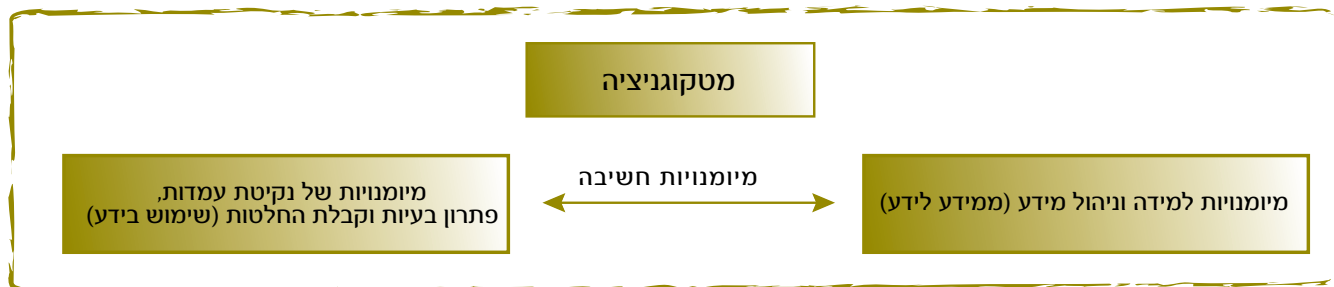 מטקוגניציה
מיומנויות למידה וניהול מידע (ממידע לידע)
מיומנויות חשיבה
מיומנויות של נקיטת עמדות,
פתרון בעיות וקבלת החלטות (שימוש בידע)